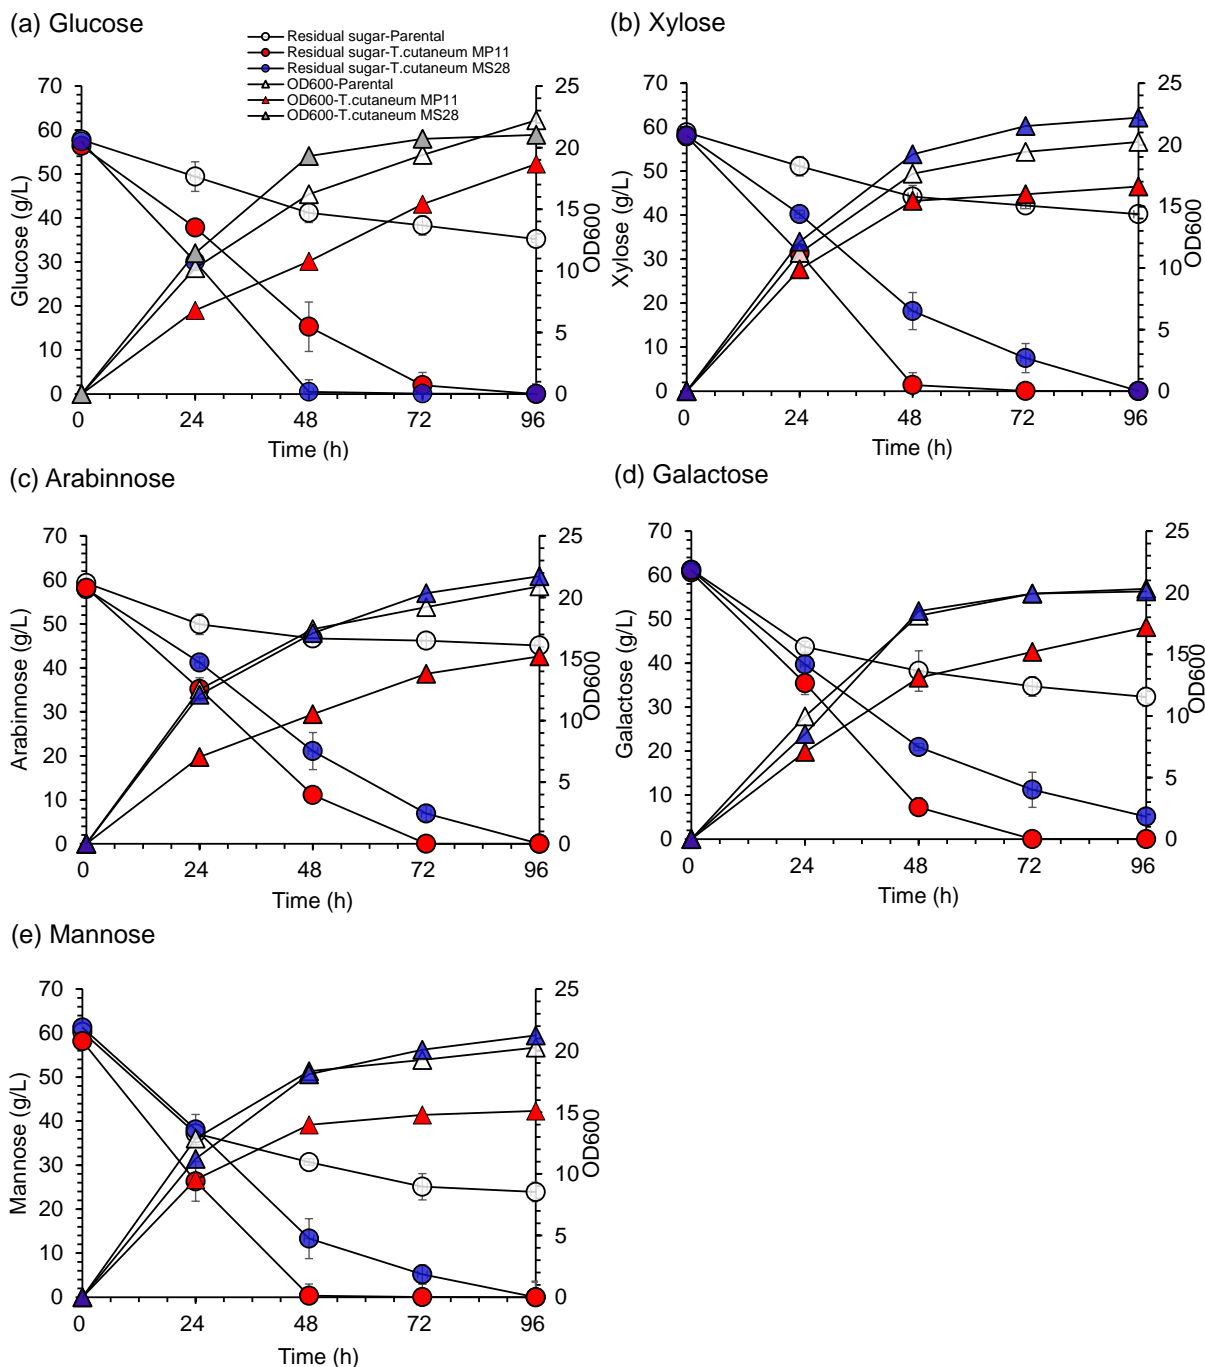 (a) Glucose
Residual sugar-Parental
Residual sugar-T.cutaneum MP11
Residual sugar-T.cutaneum MS28
OD600-Parental
OD600-T.cutaneum MP11
OD600-T.cutaneum MS28
70
60
50
40
30
20
10
0
Glucose (g/L)
25
20
15
10
5
0
OD600
0 24 48 72 96
Time (h)
(b) Xylose
70
60
50
40
30
20
10
0
Xylose (g/L)
25
20
15
10
5
0
OD600
0 24 48 72 96
Time (h)
(c) Arabinnose
70
60
50
40
30
20
10
0
Arabinnose (g/L)
25
20
15
10
5
0
OD600
0 24 48 72 96
Time (h)
(d) Galactose
70
60
50
40
30
20
10
0
Galactose (g/L)
25
20
15
10
5
0
OD600
0 24 48 72 96
Time (h)
(e) Mannose
70
60
50
40
30
20
10
0
Mannose (g/L)
25
20
15
10
5
0
OD600
0 24 48 72 96
Time (h)